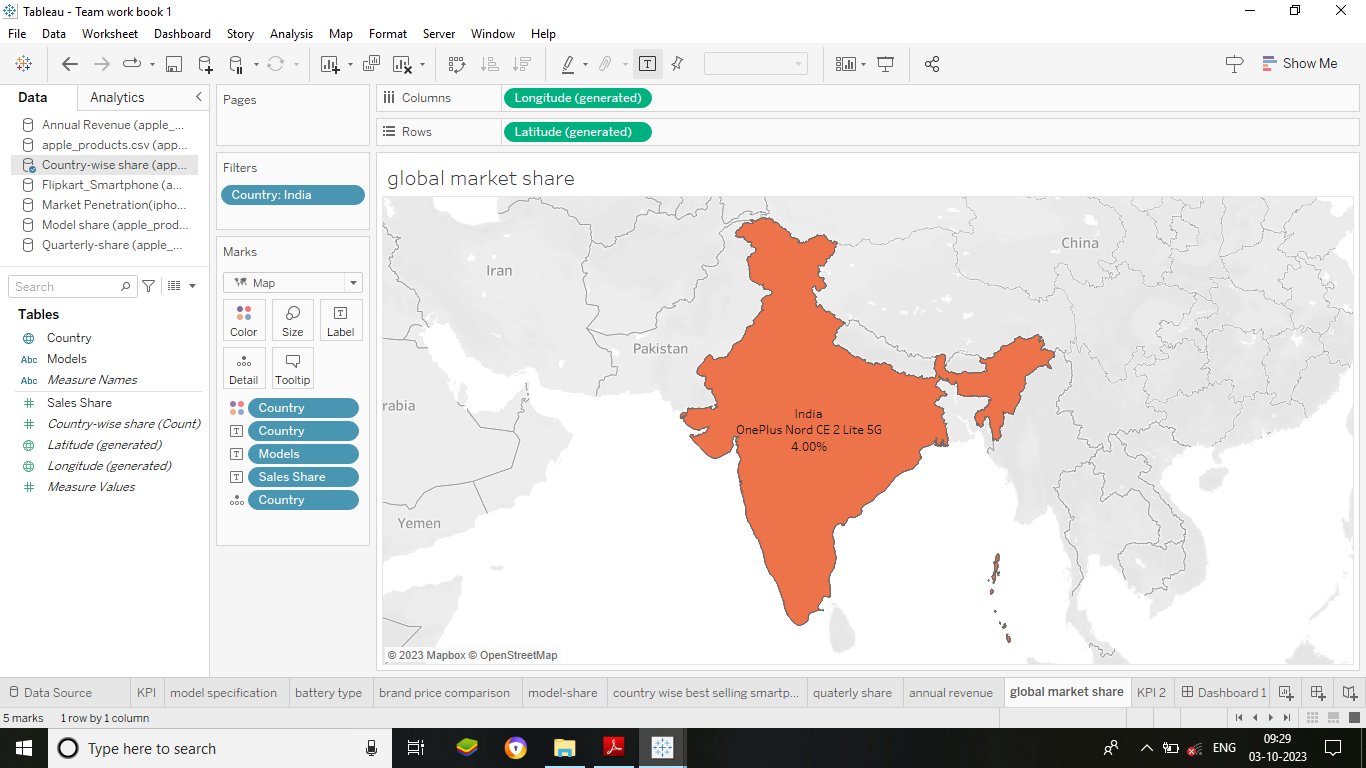 Tableau - Team work book 1
File Data Worksheet Dashboard Story Analysis Map Format Server Window Help
Show Me
Data Analytics
Annual Revenue (apple_...
apple_products.csv (app...
Country-wise share (app...
Flipkart_Smartphone (a...
Market Penetration(ipho...
Model share (apple_prod...
Quarterly-share (apple_...
Search
Tables
Country
Abc Models
Abc Measure Names
Sales Share
Country-wise share (Count)
Latitude (generated)
Longitude (generated)
Measure Values
Pages
Filters
Country: India
Marks
Map
Color Size Label
Detail Tooltip
Country
Country
Models
Sales Share
Country
Columns Longitude (generated)
Rows Latitude (generated)
global market share
China
Iran
Pakistan
rabia
India
OnePlus Nord CE 2 Lite 5G
4.00%
Yemen
© 2023 Mapbox © OpenStreetMap
Data Source KPI model specification battery type brand price comparison model-share country wise best selling smartp... quaterly share annual revenue global market share KPI 2 Dashboard 1
5 marks 1 row by 1 column
Type here to search
ENG
09:29
03-10-2023